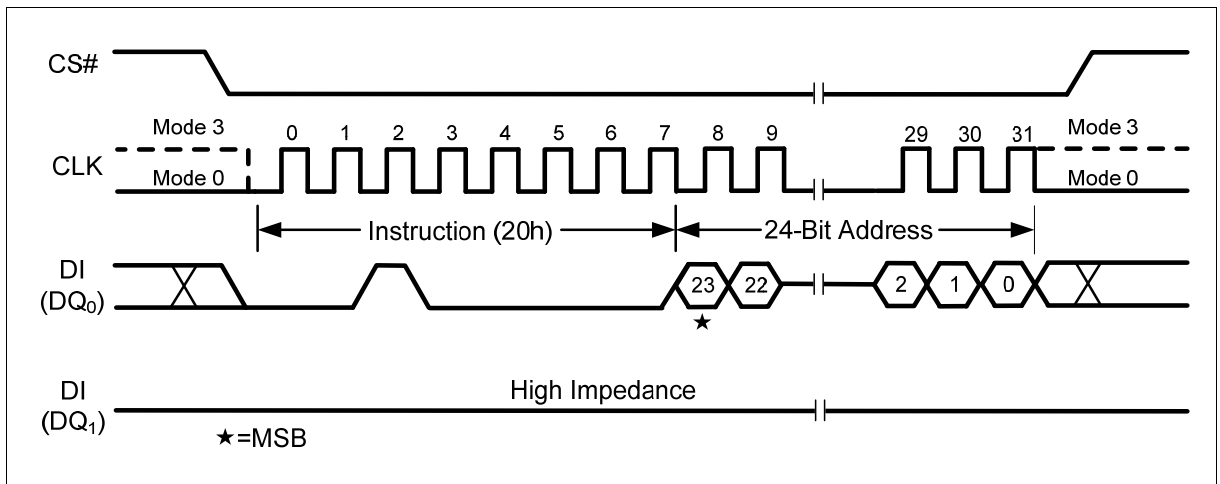 CS#
Mode 3
0 1 2 3 4 5 6 7 8 9 29 30 31
Mode 3
CLK
Mode 0
Mode 0
Instruction (20h)
24-Bit Address
DI
(DQ0)
23 22 2 1 0
★
DI
(DQ1)
High Impedance
★=MSB